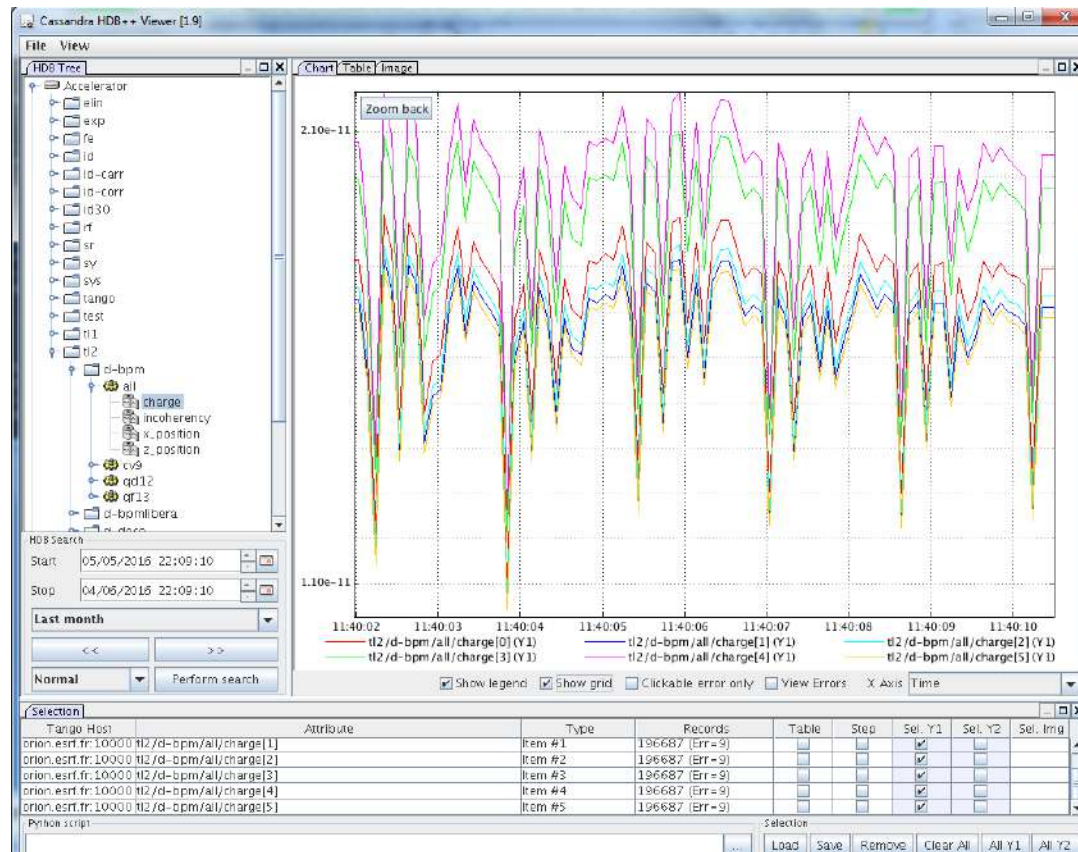 Cassandra HDB++ Viewer [1.9]
File View
HDB Tree
Accelerator
elin
exp
fe
id
id-carr
id-corr
id30
rf
sr
sy
sys
tango
test
tl1
tl2
d-bpm
all
charge
incoherency
x_position
z_position
cv9
qd12
qf13
d-bpmlibera
HDB Search
Start 05/05/2016 22:09:10
Stop 04/06/2016 22:09:10
Last month
<< >>
Normal Perform search
Chart Table Image
Zoom back
2.10e-11
1.10e-11
11:40:02 11:40:03 11:40:04 11:40:05 11:40:06 11:40:07 11:40:08 11:40:09 11:40:10
tl2/d-bpm/all/charge[0] (Y1) tl2/d-bpm/all/charge[1] (Y1) tl2/d-bpm/all/charge[2] (Y1)
tl2/d-bpm/all/charge[3] (Y1) tl2/d-bpm/all/charge[4] (Y1) tl2/d-bpm/all/charge[5] (Y1)
Show legend Show grid Clickable error only View Errors X Axis Time
Selection
Tango Host Attribute Type Records Table Step Sel. Y1 Sel. Y2 Sel. Img
orion.esrf.fr:10000 tl2/d-bpm/all/charge[1] Item #1 196687 (Err=9)
orion.esrf.fr:10000 tl2/d-bpm/all/charge[2] Item #2 196687 (Err=9)
orion.esrf.fr:10000 tl2/d-bpm/all/charge[3] Item #3 196687 (Err=9)
orion.esrf.fr:10000 tl2/d-bpm/all/charge[4] Item #4 196687 (Err=9)
orion.esrf.fr:10000 tl2/d-bpm/all/charge[5] Item #5 196687 (Err=9)
Python script
...
Selection
Load Save Remove Clear All All Y1 All Y2